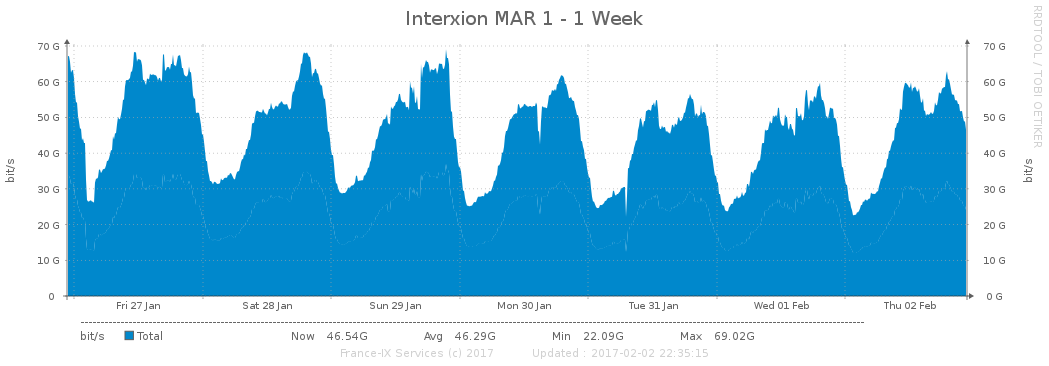 Interxion MAR 1 - 1 Week
RRDTOOL / TOBI OETIKER
70 G 70 G
60 G 60 G
50 G 50 G
40 G 40 G
30 G 30 G
20 G 20 G
10 G 10 G
0 0 G
bit/s
bit/s
Fri 27 Jan Sat 28 Jan Sun 29 Jan Mon 30 Jan Tue 31 Jan Wed 01 Feb Thu 02 Feb
bit/s Total Now 46.54G Avg 46.29G Min 22.09G Max 69.02G
France-IX Services (c) 2017 Updated : 2017-02-02 22:35:15